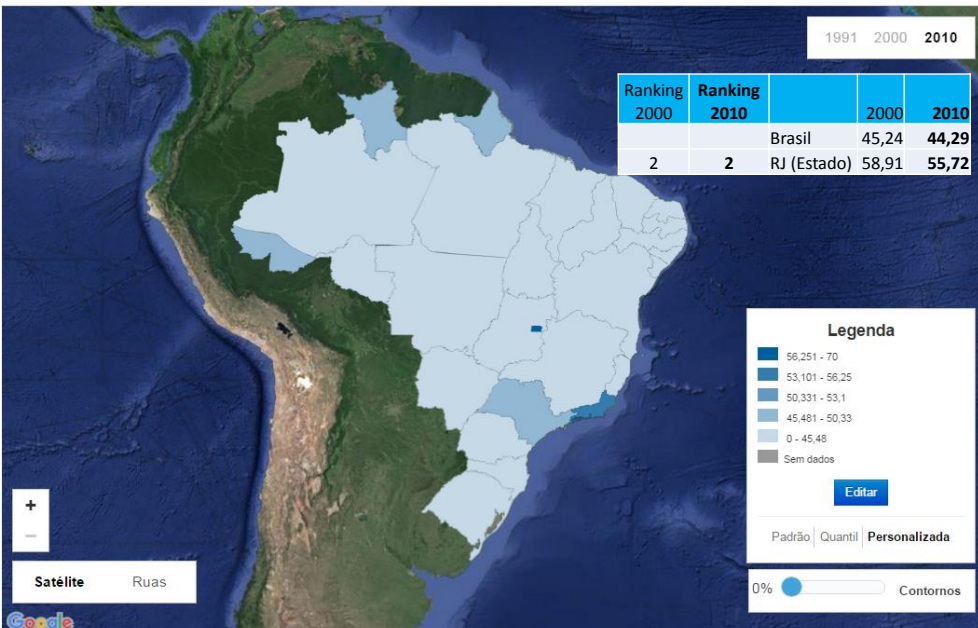 1991 2000 2010
Ranking 2000 Ranking 2010 2000 2010
Brasil 45,24 44,29
2 2 RJ (Estado) 58,91 55,72
Legenda
56,251 - 70
53,101 - 56,25
50,331 - 53,1
45,481 - 50,33
0 - 45,48
Sem dados
Editar
Padrão Quantil Personalizada
0% Contornos
+
−
Satélite Ruas
Google